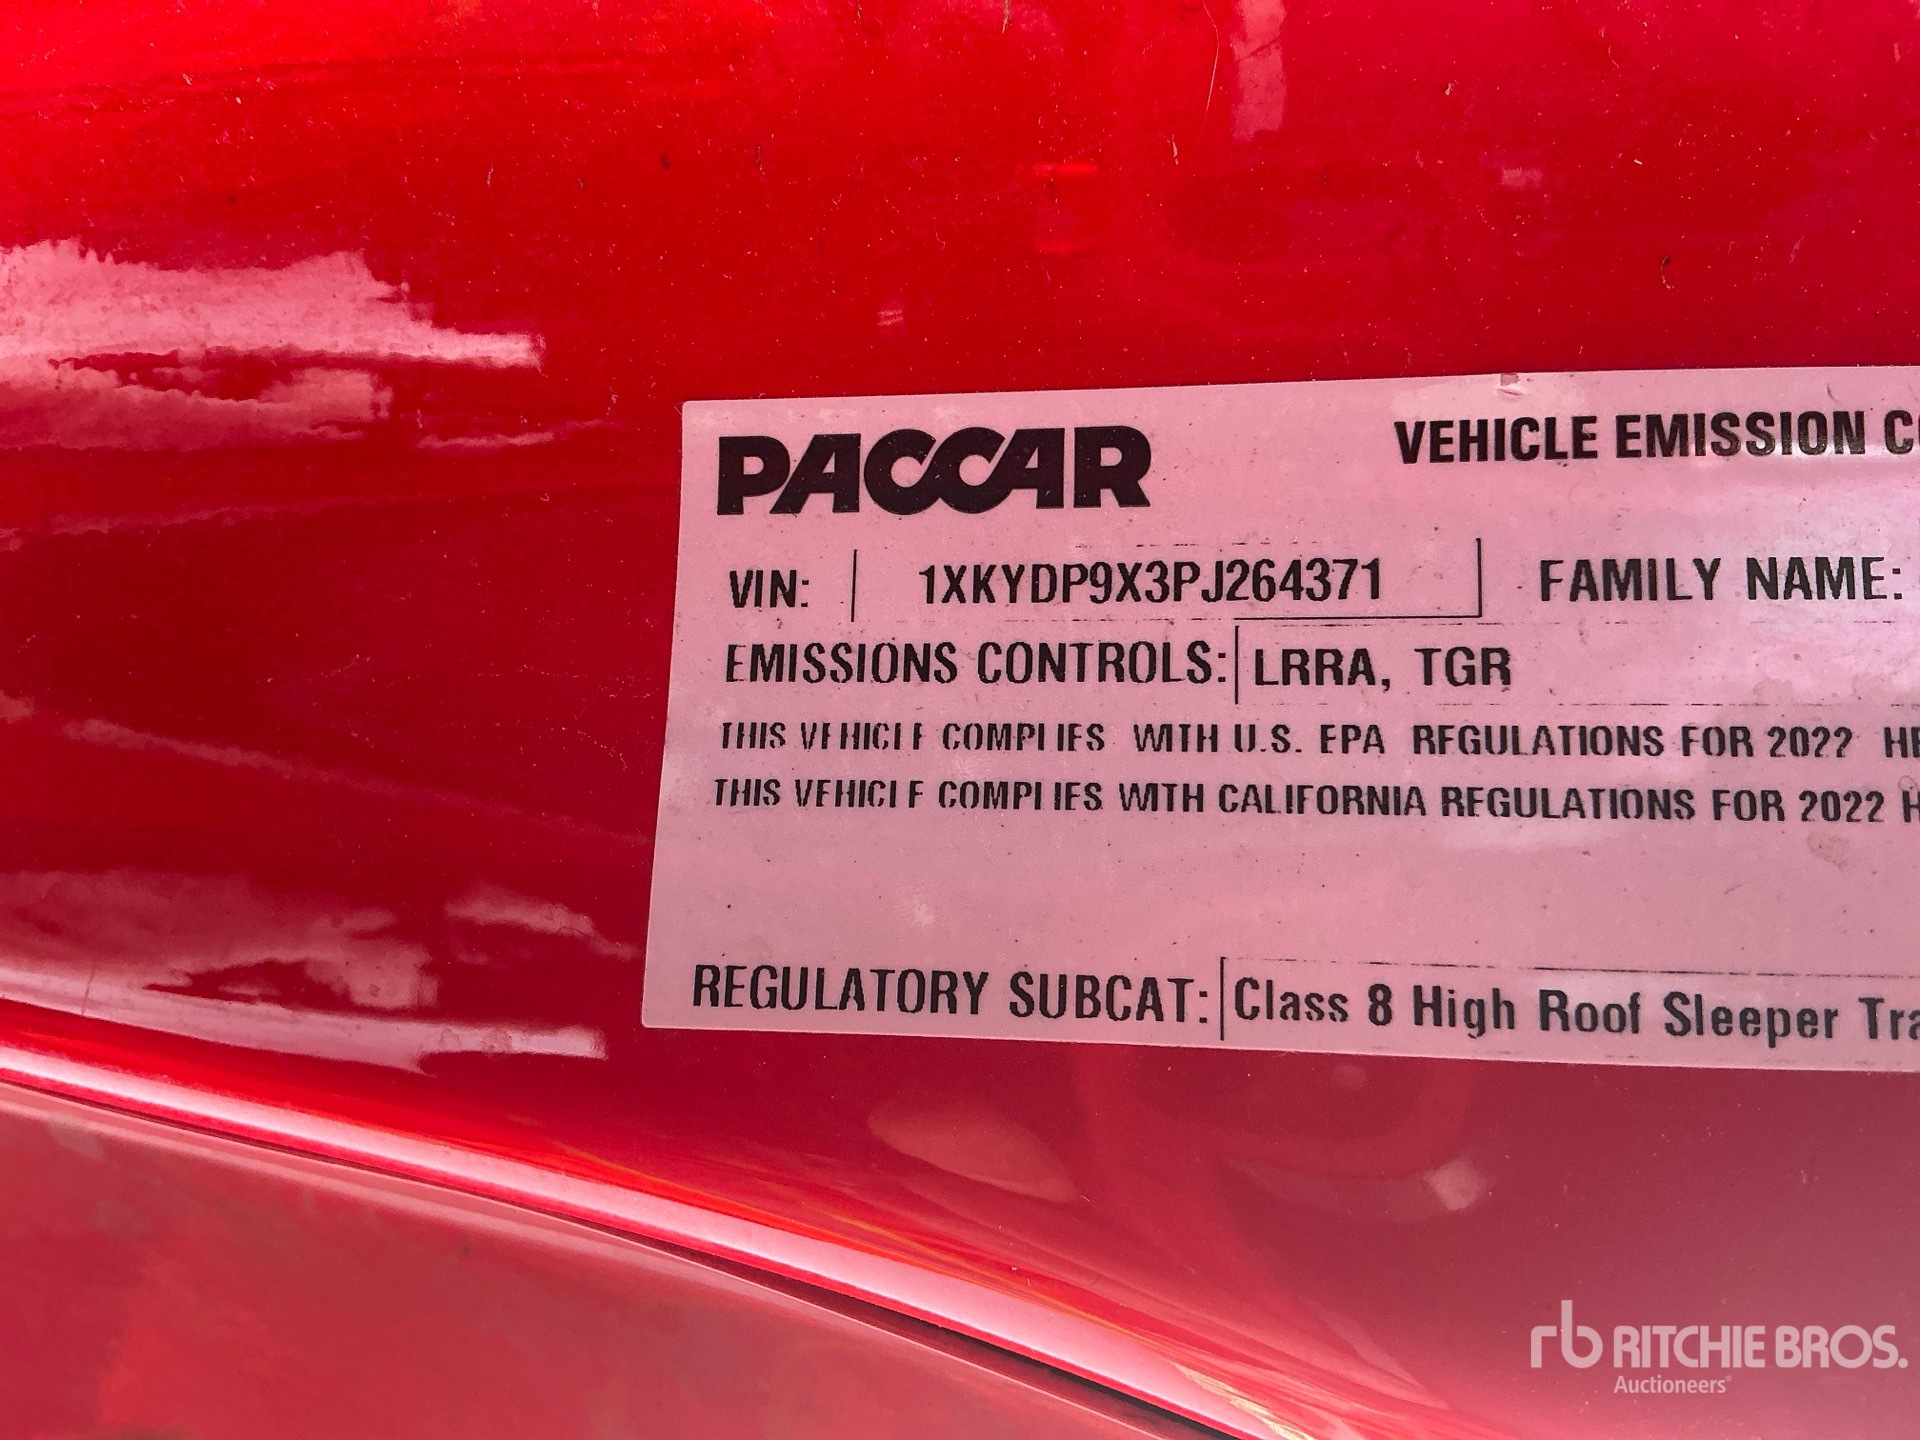 PACCAR VEHICLE EMISSION
VIN: 1XKYDP9X3PJ264371 FAMILY NAME:
EMISSIONS CONTROLS: LRRA, TGR
THIS VEHICLE COMPLIES WITH U.S. EPA REGULATIONS FOR 2022
THIS VEHICLE COMPLIES WITH CALIFORNIA REGULATIONS FOR 2022
REGULATORY SUBCAT: Class 8 High Roof Sleeper
rb RITCHIE BROS.
Auctioneers